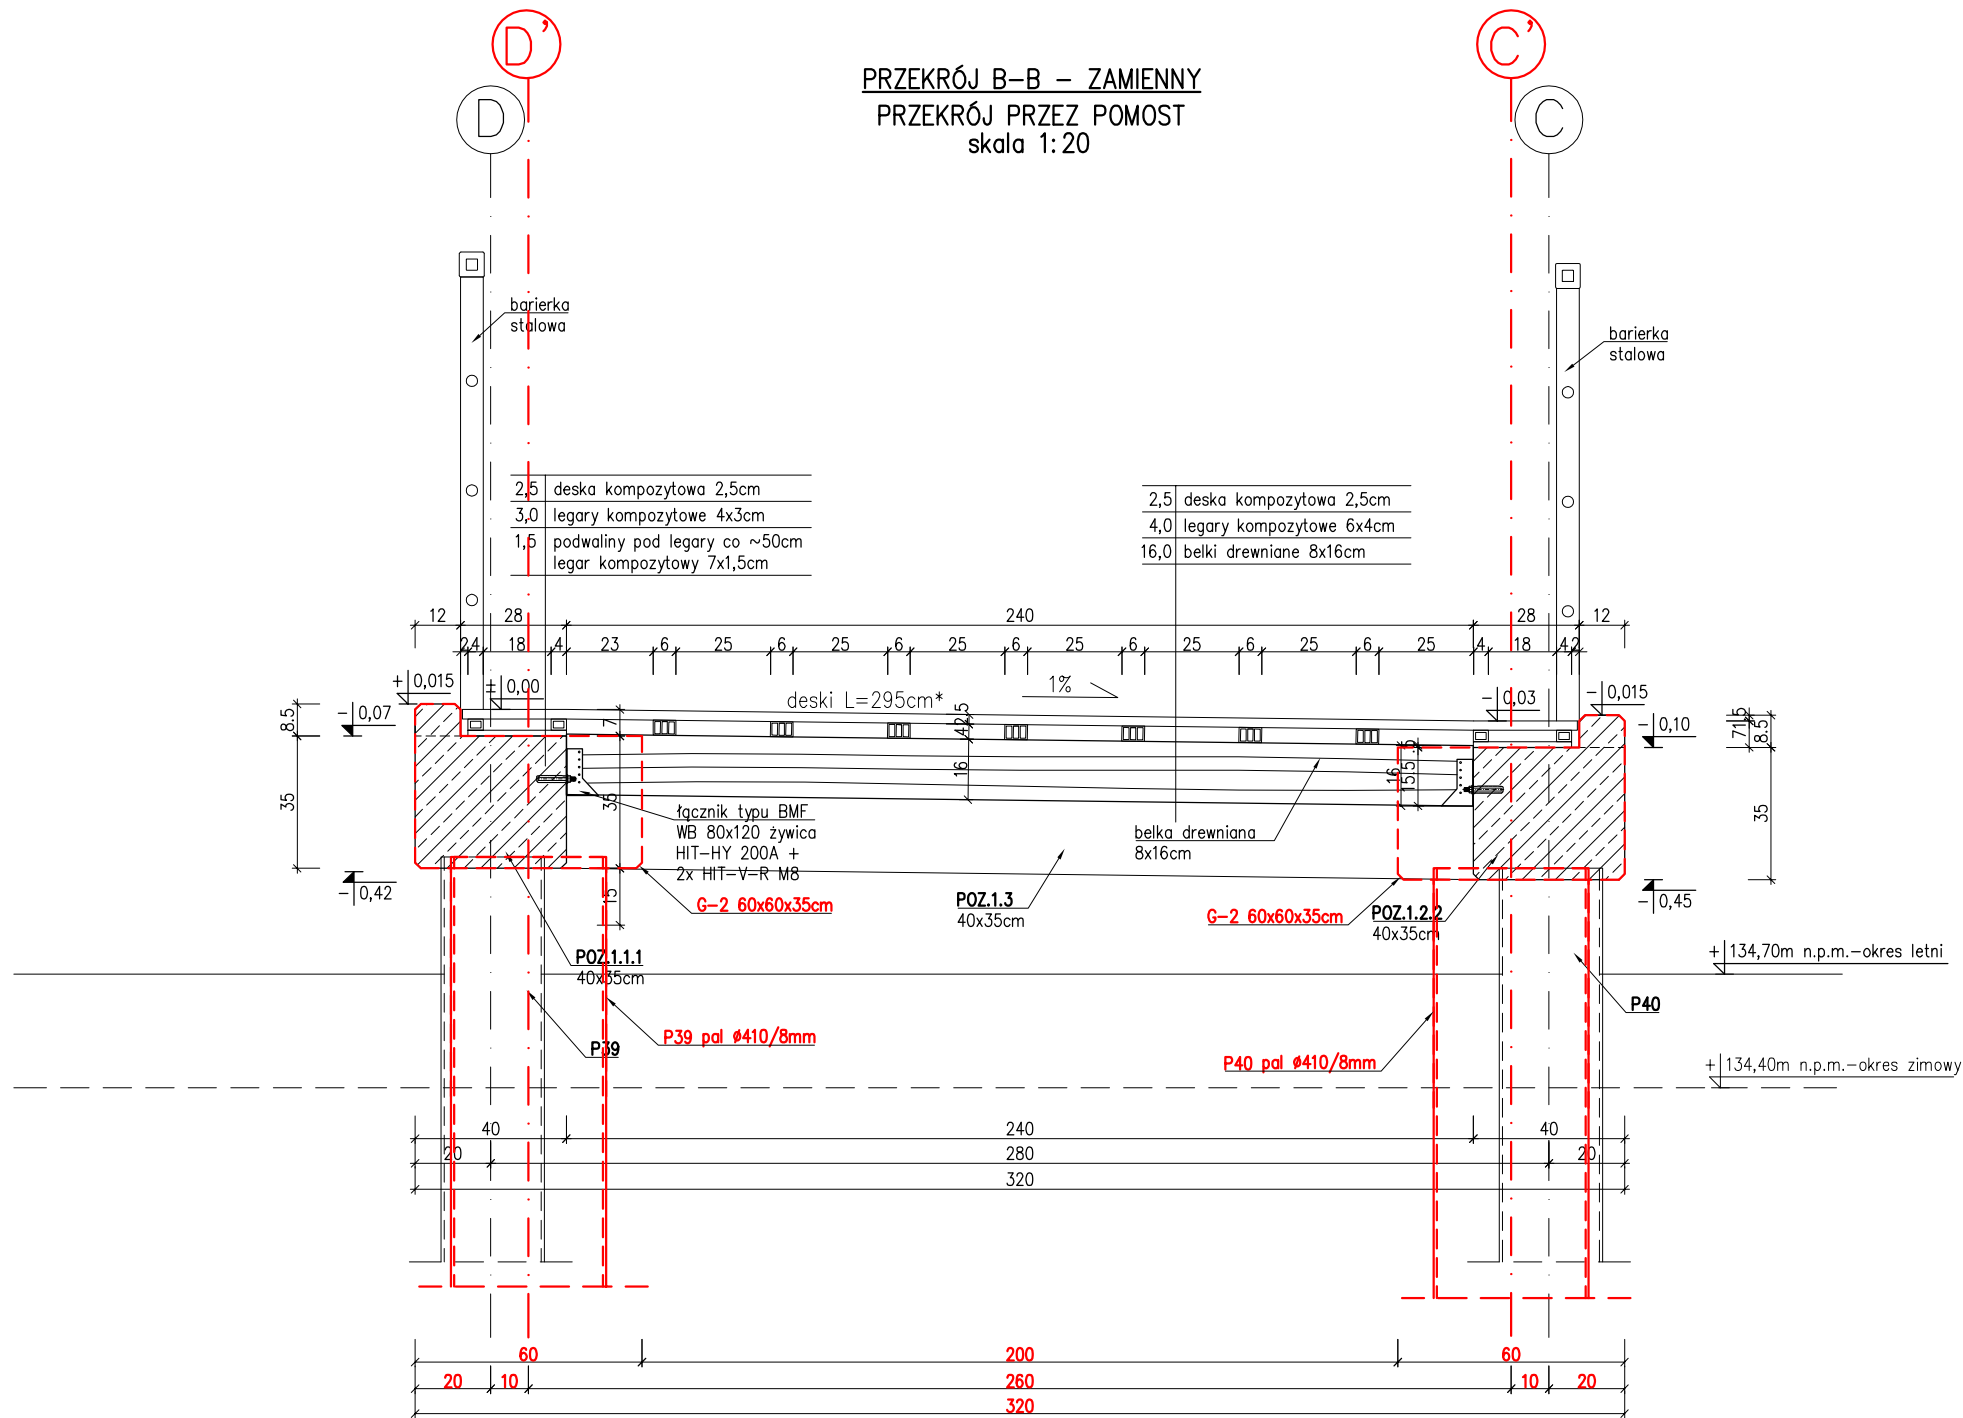 D'
C'
D
C
PRZEKRÓJ B-B - ZAMIENNY
PRZEKRÓJ PRZEZ POMOST
skala 1:20
barierka
stalowa
barierka
stalowa
2,5 deska kompozytowa 2,5cm
3,0 legary kompozytowe 4x3cm
1,5 podwaliny pod legary co ~50cm
legar kompozytowy 7x1,5cm
2,5 deska kompozytowa 2,5cm
4,0 legary kompozytowe 6x4cm
16,0 belki drewniane 8x16cm
12 28 240 28 12
2 4 18 4 23 6 25 6 25 6 25 6 25 6 25 6 25 6 25 4 18 4 2
+ 0,015
± 0,00
deski L=295cm*
1%
- 0,03
- 0,015
- 0,07
- 0,10
8.5
35
7
35
15
4 2.5
16
16
15.5 .5
7 1.5
8.5
35
łącznik typu BMF
WB 80x120 żywica
HIT-HY 200A +
2x HIT-V-R M8
belka drewniana
8x16cm
- 0,42
- 0,45
G-2 60x60x35cm
POZ.1.3
40x35cm
G-2 60x60x35cm
POZ.1.2.2
40x35cm
POZ.1.1.1
40x35cm
+ 134,70m n.p.m.-okres letni
P40
P39 pal ø410/8mm
P39
P40 pal ø410/8mm
+ 134,40m n.p.m.-okres zimowy
40 240 40
20 280 20
320
60 200 60
20 10 260 10 20
320